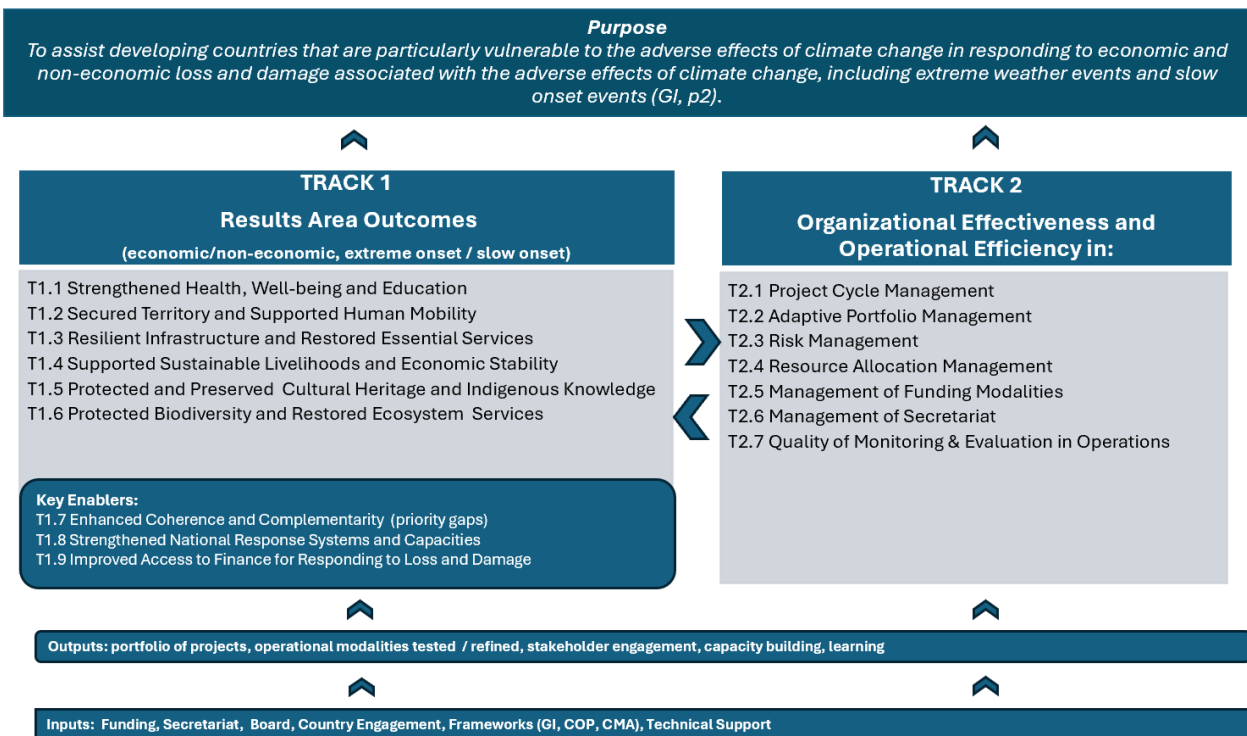 Purpose
To assist developing countries that are particularly vulnerable to the adverse effects of climate change in responding to economic and
non-economic loss and damage associated with the adverse effects of climate change, including extreme weather events and slow
onset events (GI, p2).
TRACK 1
Results Area Outcomes
(economic/non-economic, extreme onset / slow onset)
T1.1 Strengthened Health, Well-being and Education
T1.2 Secured Territory and Supported Human Mobility
T1.3 Resilient Infrastructure and Restored Essential Services
T1.4 Supported Sustainable Livelihoods and Economic Stability
T1.5 Protected and Preserved Cultural Heritage and Indigenous Knowledge
T1.6 Protected Biodiversity and Restored Ecosystem Services
Key Enablers:
T1.7 Enhanced Coherence and Complementarity (priority gaps)
T1.8 Strengthened National Response Systems and Capacities
T1.9 Improved Access to Finance for Responding to Loss and Damage
TRACK 2
Organizational Effectiveness and
Operational Efficiency in:
T2.1 Project Cycle Management
T2.2 Adaptive Portfolio Management
T2.3 Risk Management
T2.4 Resource Allocation Management
T2.5 Management of Funding Modalities
T2.6 Management of Secretariat
T2.7 Quality of Monitoring & Evaluation in Operations
Outputs: portfolio of projects, operational modalities tested / refined, stakeholder engagement, capacity building, learning
Inputs: Funding, Secretariat, Board, Country Engagement, Frameworks (GI, COP, CMA), Technical Support